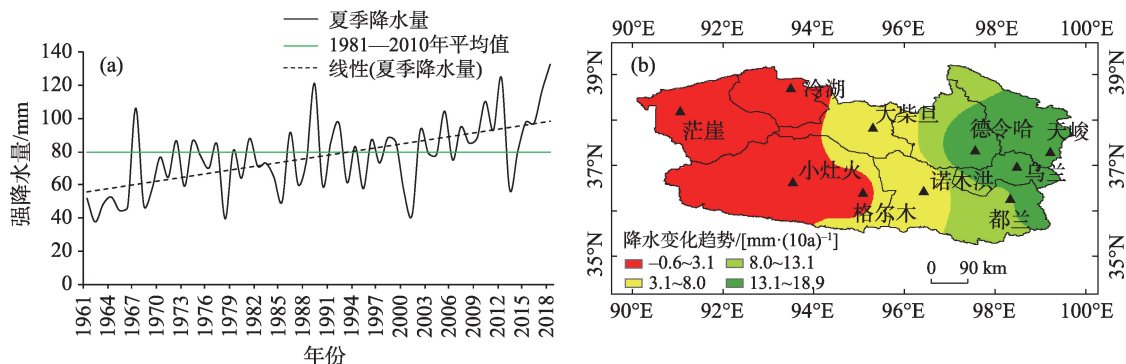 夏季降水量
1981—2010年平均值
线性(夏季降水量)
(a)
强降水量/mm
140
120
100
80
60
40
20
0
1961
1964
1967
1970
1973
1976
1979
1982
1985
1988
1991
1994
1997
2000
2003
2006
2009
2012
2015
2018
年份
(b)
39°N
37°N
35°N
39°N
37°N
35°N
冷湖
茫崖
大柴旦
德令哈
天峻
小灶火
诺木洪
乌兰
格尔木
都兰
降水变化趋势/[mm·(10a)⁻¹]
–0.6~3.1
8.0~13.1
3.1~8.0
13.1~18.9
0 90 km
90°E
92°E
94°E
96°E
98°E
100°E